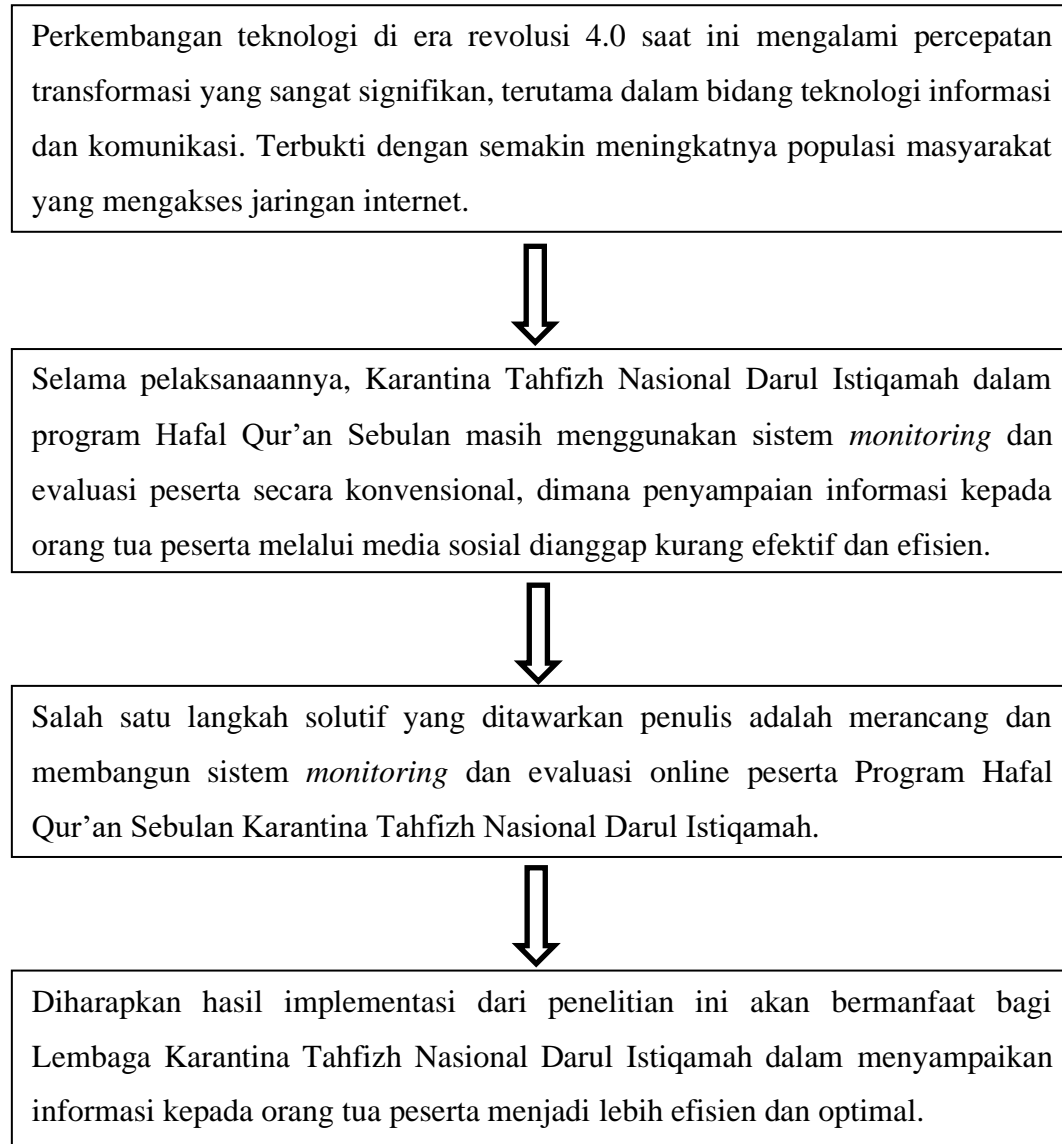 Perkembangan teknologi di era revolusi 4.0 saat ini mengalami percepatan
transformasi yang sangat signifikan, terutama dalam bidang teknologi informasi
dan komunikasi. Terbukti dengan semakin meningkatnya populasi masyarakat
yang mengakses jaringan internet.
Selama pelaksanaannya, Karantina Tahfizh Nasional Darul Istiqamah dalam
program Hafal Qur’an Sebulan masih menggunakan sistem monitoring dan
evaluasi peserta secara konvensional, dimana penyampaian informasi kepada
orang tua peserta melalui media sosial dianggap kurang efektif dan efisien.
Salah satu langkah solutif yang ditawarkan penulis adalah merancang dan
membangun sistem monitoring dan evaluasi online peserta Program Hafal
Qur’an Sebulan Karantina Tahfizh Nasional Darul Istiqamah.
Diharapkan hasil implementasi dari penelitian ini akan bermanfaat bagi
Lembaga Karantina Tahfizh Nasional Darul Istiqamah dalam menyampaikan
informasi kepada orang tua peserta menjadi lebih efisien dan optimal.